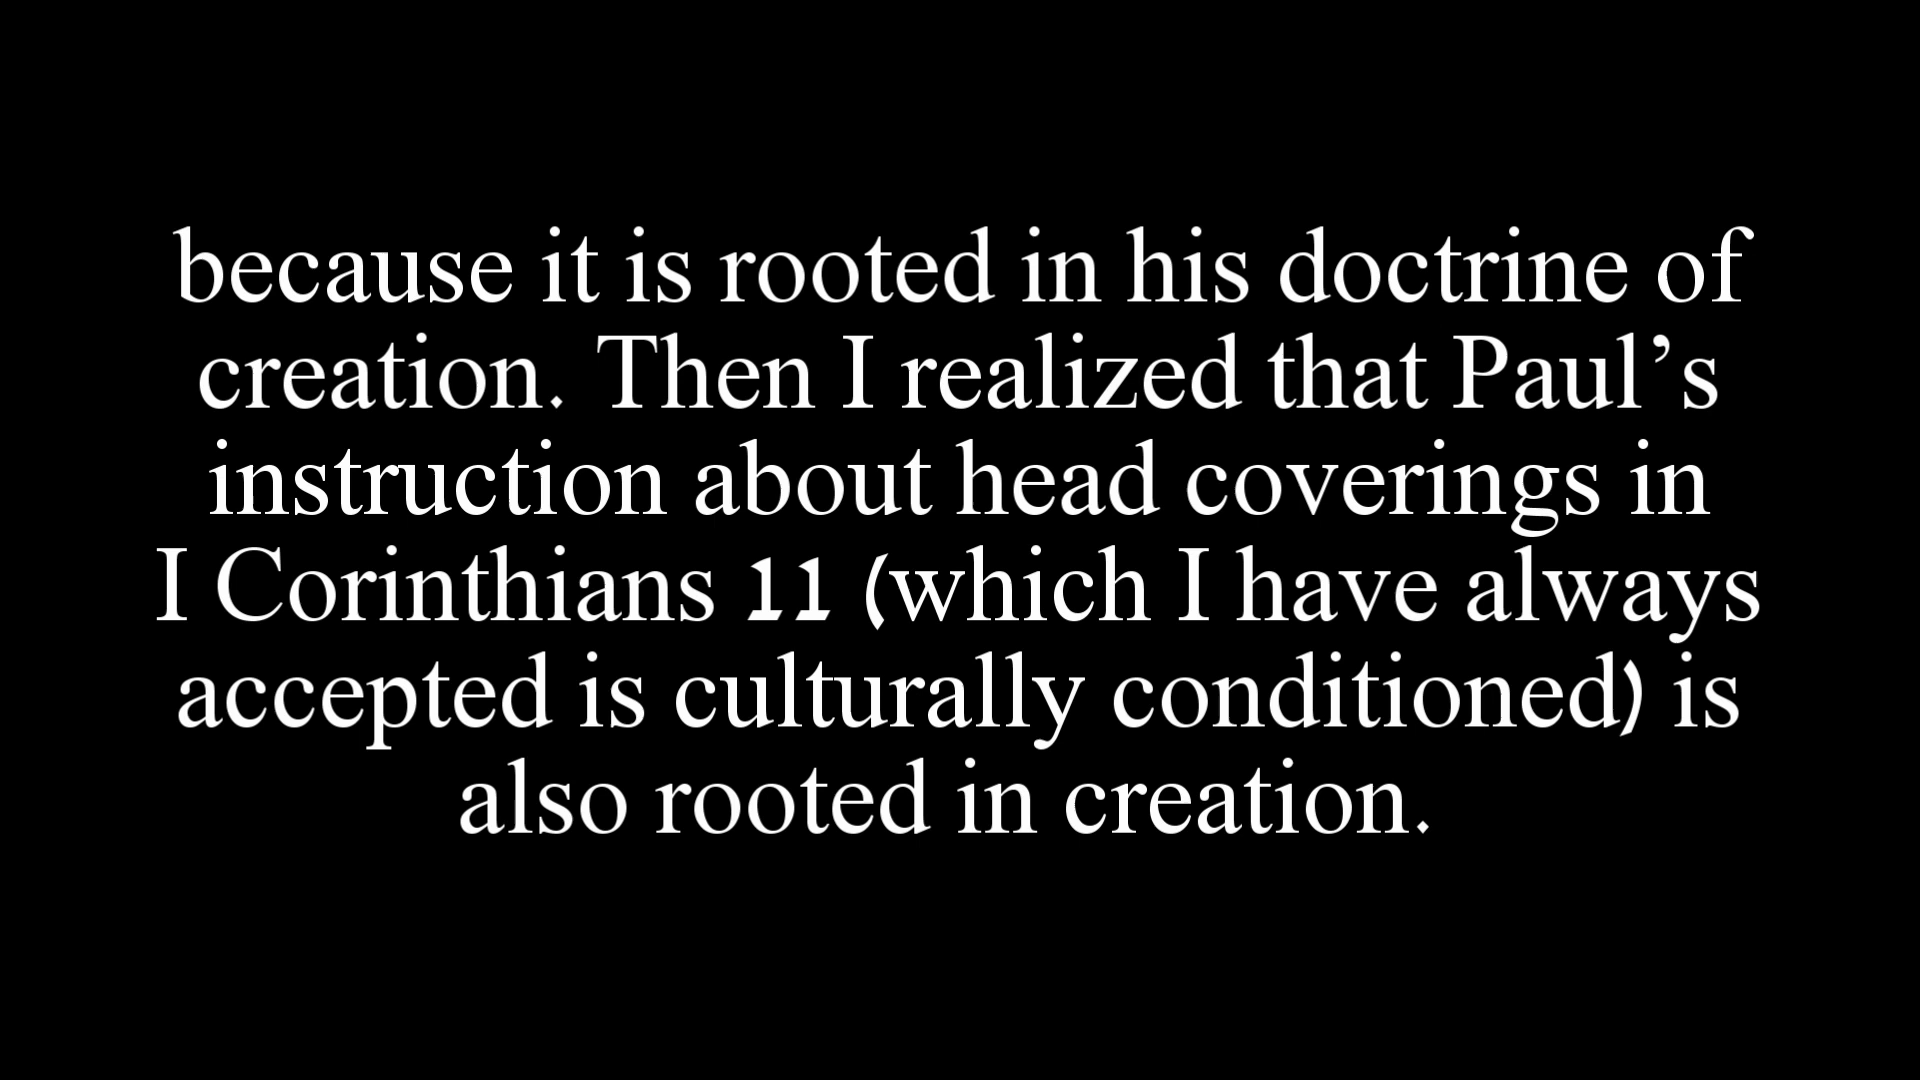 because it is rooted in his doctrine of
creation. Then I realized that Paul’s
instruction about head coverings in
I Corinthians 11 (which I have always
accepted is culturally conditioned) is
also rooted in creation.